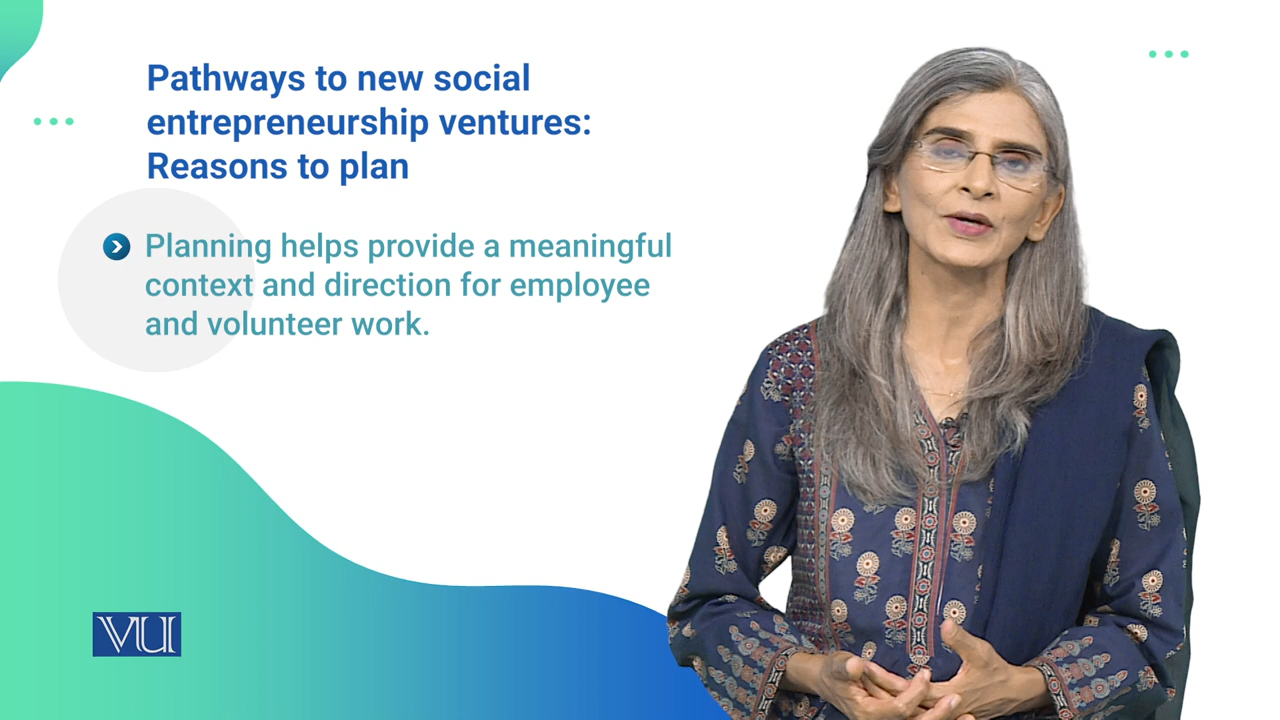 Pathways to new social
entrepreneurship ventures:
Reasons to plan
Planning helps provide a meaningful
context and direction for employee
and volunteer work.
VU